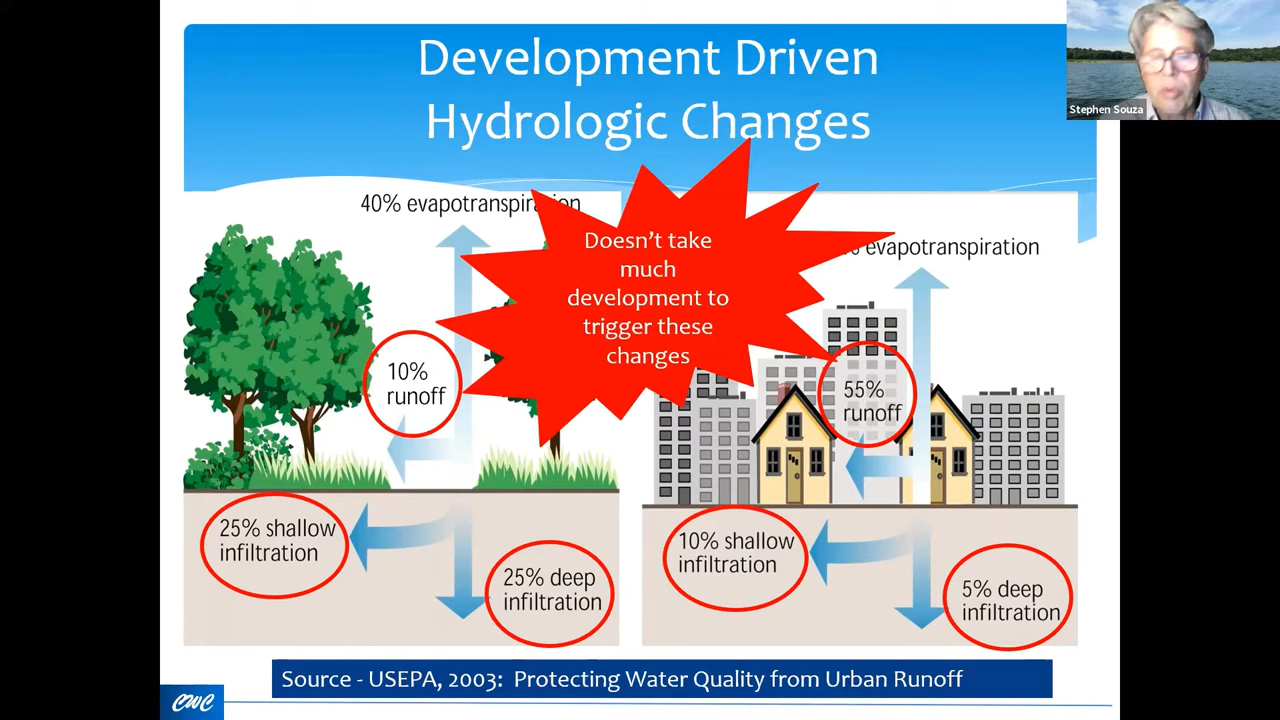 Development Driven
Hydrologic Changes
Stephen Souza
40% evapotranspiration
Doesn't take
much
development to
trigger these
changes
evapotranspiration
10%
runoff
55%
runoff
25% shallow
infiltration
25% deep
infiltration
10% shallow
infiltration
5% deep
infiltration
Source - USEPA, 2003: Protecting Water Quality from Urban Runoff
CWC